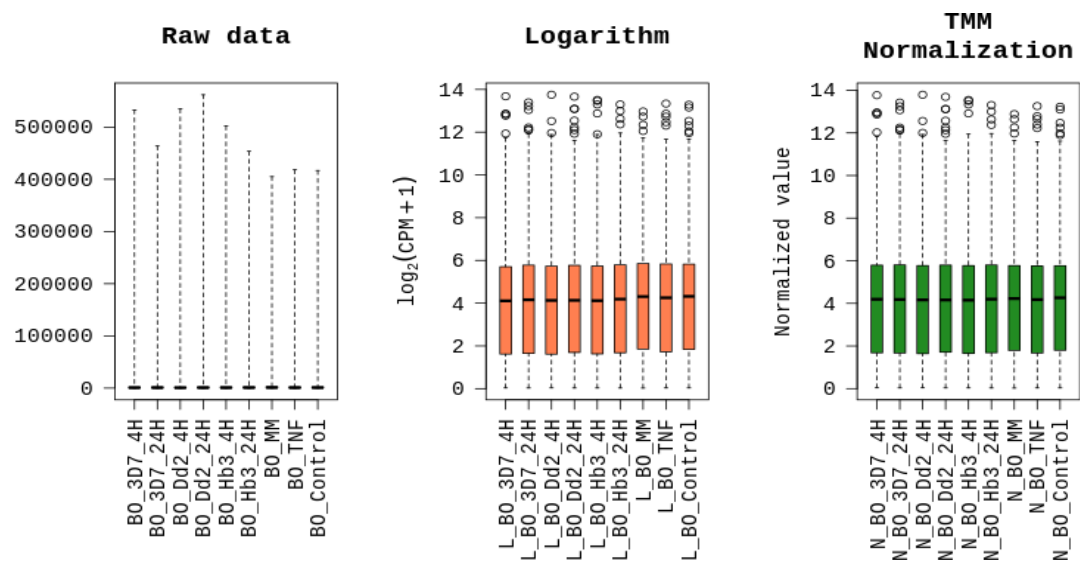 Raw data
500000
400000
300000
200000
100000
0
BO_3D7_4H
BO_3D7_24H
BO_Dd2_4H
BO_Dd2_24H
BO_Hb3_4H
BO_Hb3_24H
BO_MM
BO_TNF
BO_Control
Logarithm
log₂(CPM+1)
14
12
10
8
6
4
2
0
L_BO_3D7_4H
L_BO_3D7_24H
L_BO_Dd2_4H
L_BO_Dd2_24H
L_BO_Hb3_4H
L_BO_Hb3_24H
L_BO_MM
L_BO_TNF
L_BO_Control
TMM
Normalization
Normalized value
14
12
10
8
6
4
2
0
N_BO_3D7_4H
N_BO_3D7_24H
N_BO_Dd2_4H
N_BO_Dd2_24H
N_BO_Hb3_4H
N_BO_Hb3_24H
N_BO_MM
N_BO_TNF
N_BO_Control